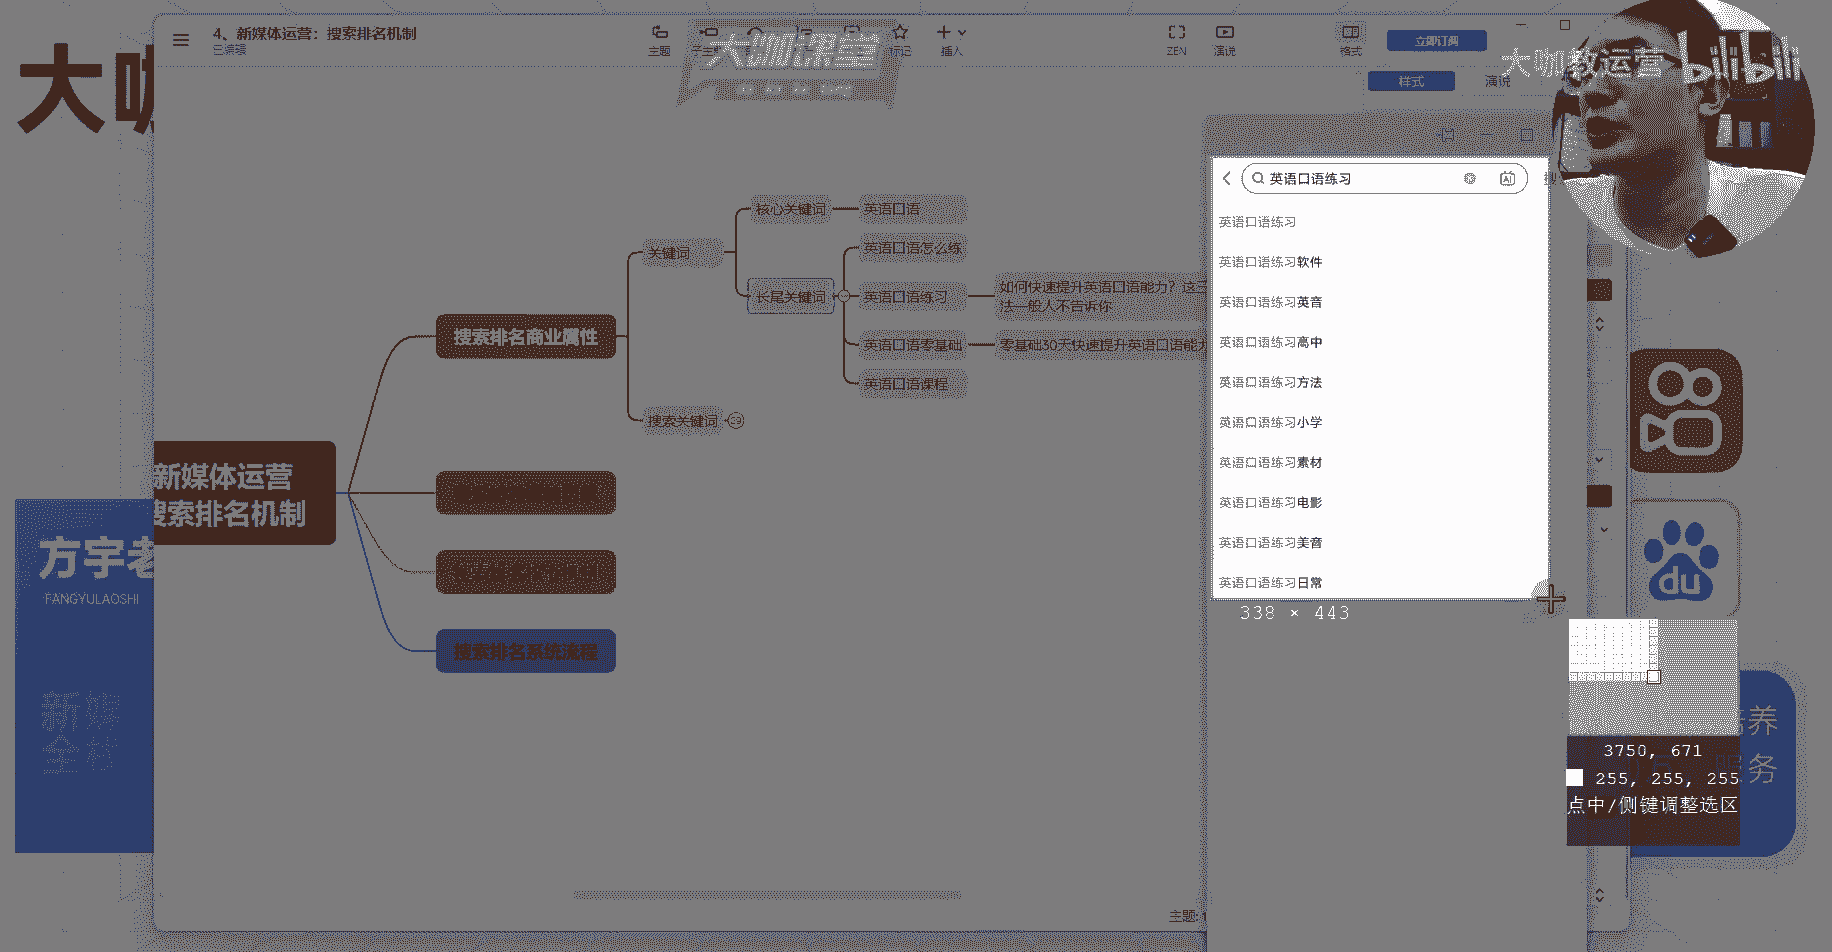 4、新媒体运营：搜索排名机制
已编辑
主题
插入
ZEN
演说
格式
立即订阅
样式
演说
大咖课堂
大咖教运营
bilibili
大咖
方宇老
FANGYULAOSHI
新媒
全栈
新媒体运营
搜索排名机制
搜索排名商业属性
关键词
核心关键词
英语口语
长尾关键词
英语口语怎么练
英语口语练习
如何快速提升英语口语能力？这三
法一般人不告诉你
英语口语零基础
零基础30天快速提升英语口语能力
英语口语课程
搜索关键词
29
搜索排名系统流程
英语口语练习
英语口语练习
英语口语练习软件
英语口语练习英音
英语口语练习高中
英语口语练习方法
英语口语练习小学
英语口语练习素材
英语口语练习电影
英语口语练习美音
英语口语练习日常
338 × 443
3750, 671
255, 255, 255
点中/侧键调整选区
主题:
du
培养
服务